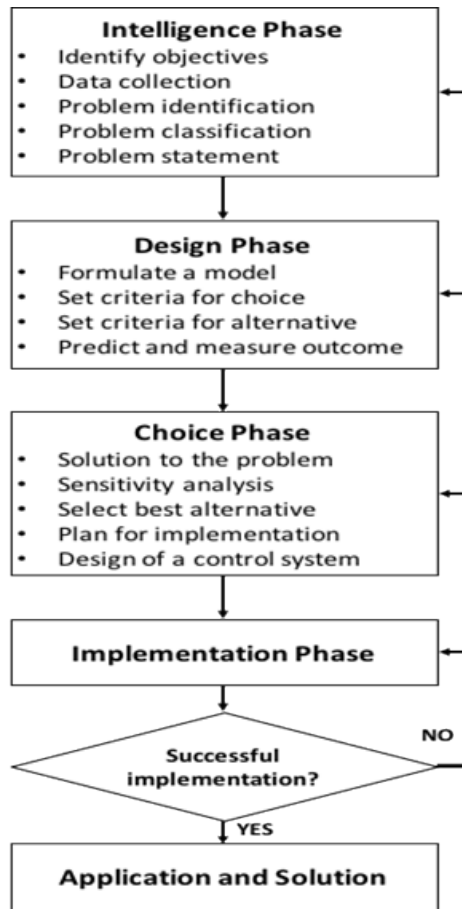 Intelligence Phase
• Identify objectives
• Data collection
• Problem identification
• Problem classification
• Problem statement
Design Phase
• Formulate a model
• Set criteria for choice
• Set criteria for alternative
• Predict and measure outcome
Choice Phase
• Solution to the problem
• Sensitivity analysis
• Select best alternative
• Plan for implementation
• Design of a control system
Implementation Phase
Successful
implementation?
NO
YES
Application and Solution